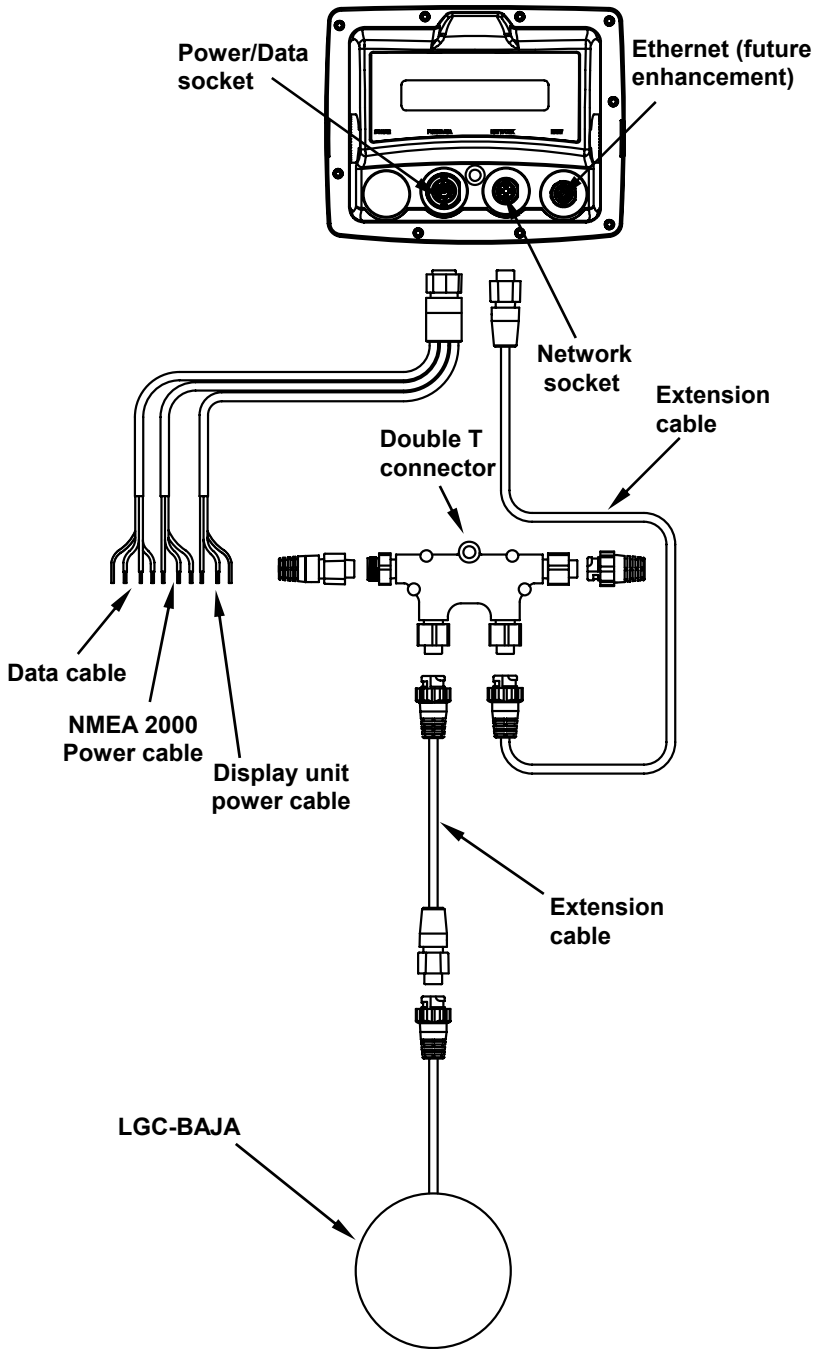 Power/Data
socket
Ethernet (future
enhancement)
Network
socket
Extension
cable
Double T
connector
Data cable
NMEA 2000
Power cable
Display unit
power cable
Extension
cable
LGC-BAJA